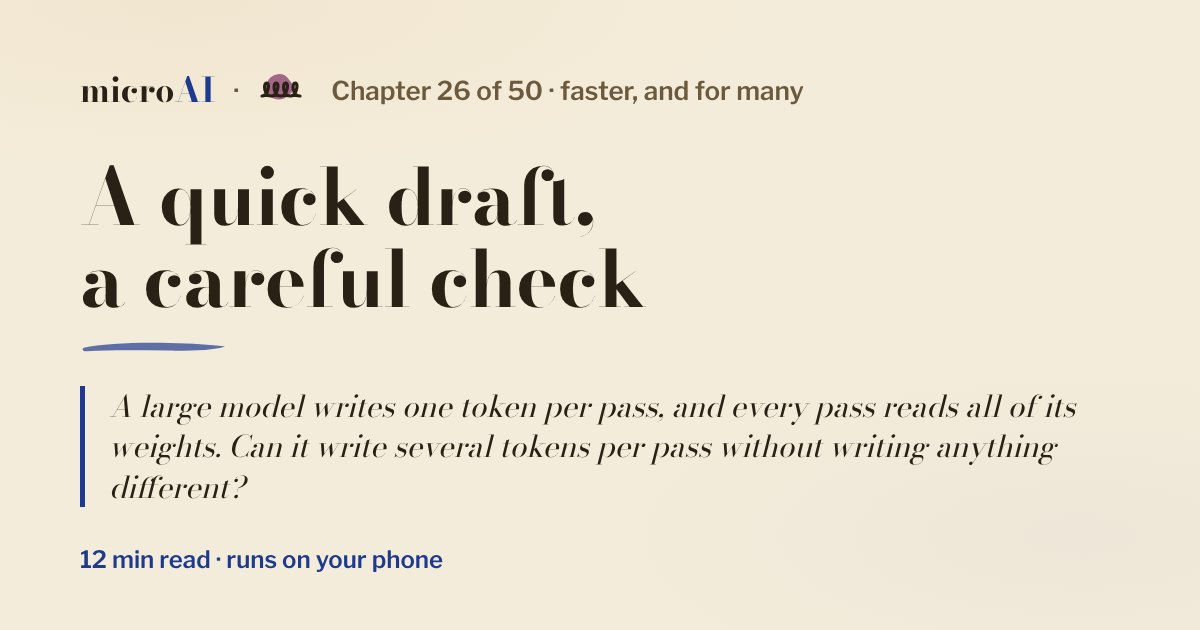 microAI · Chapter 26 of 50 · faster, and for many
A quick draft,
a careful check
A large model writes one token per pass, and every pass reads all of its
weights. Can it write several tokens per pass without writing anything
different?
12 min read · runs on your phone